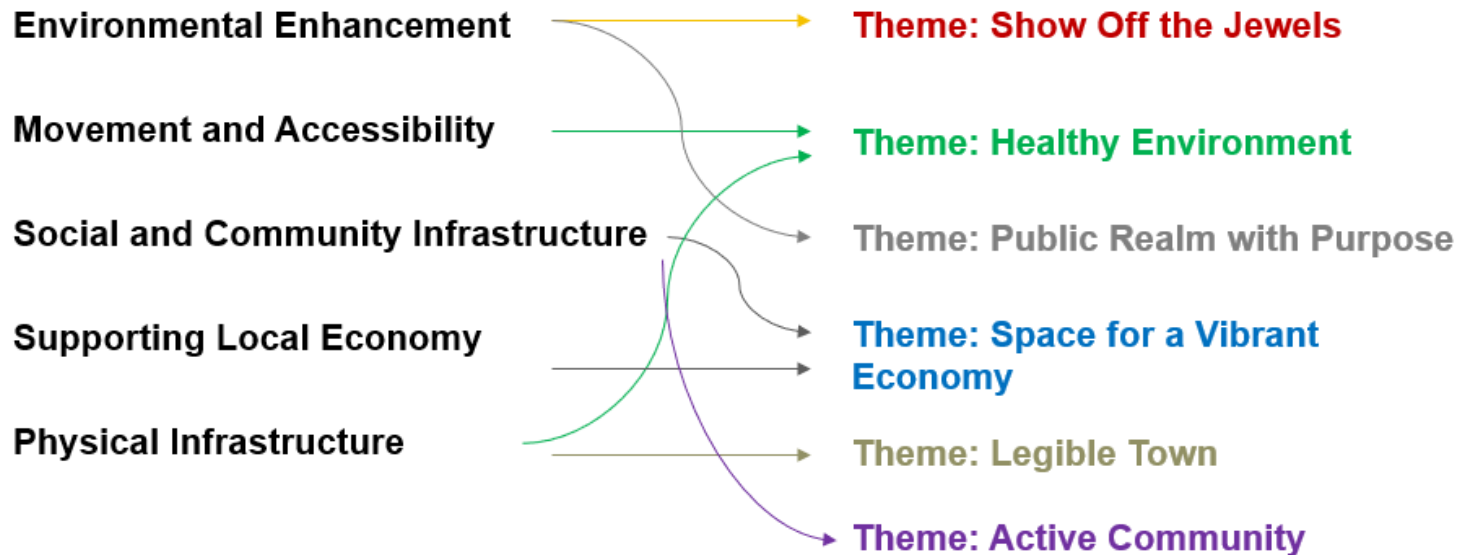 Environmental Enhancement
Movement and Accessibility
Social and Community Infrastructure
Supporting Local Economy
Physical Infrastructure
Theme: Show Off the Jewels
Theme: Healthy Environment
Theme: Public Realm with Purpose
Theme: Space for a Vibrant
Economy
Theme: Legible Town
Theme: Active Community